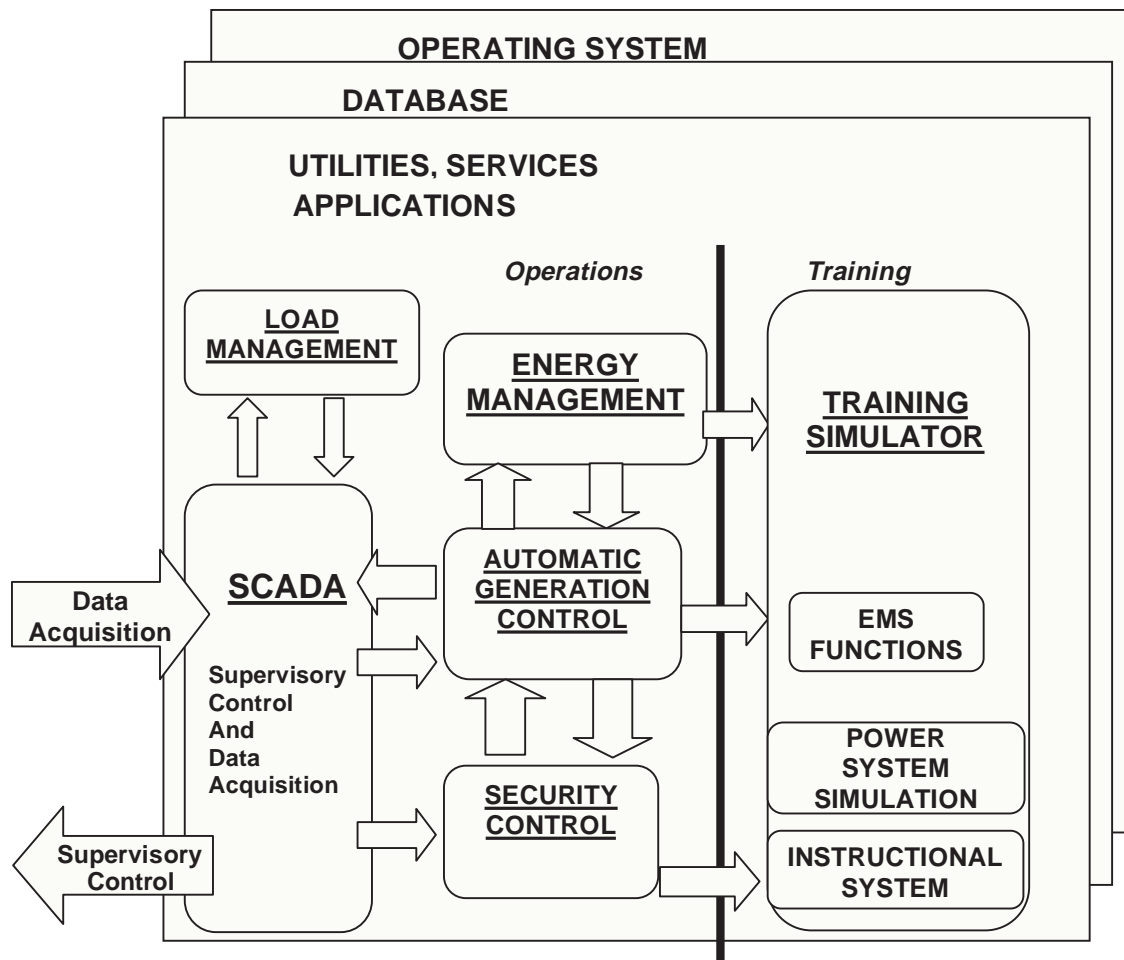 OPERATING SYSTEM
DATABASE
UTILITIES, SERVICES
APPLICATIONS
Operations
Training
LOAD
MANAGEMENT
ENERGY
MANAGEMENT
TRAINING
SIMULATOR
SCADA
Supervisory
Control
And
Data
Acquisition
AUTOMATIC
GENERATION
CONTROL
Data
Acquisition
EMS
FUNCTIONS
POWER
SYSTEM
SIMULATION
SECURITY
CONTROL
Supervisory
Control
INSTRUCTIONAL
SYSTEM